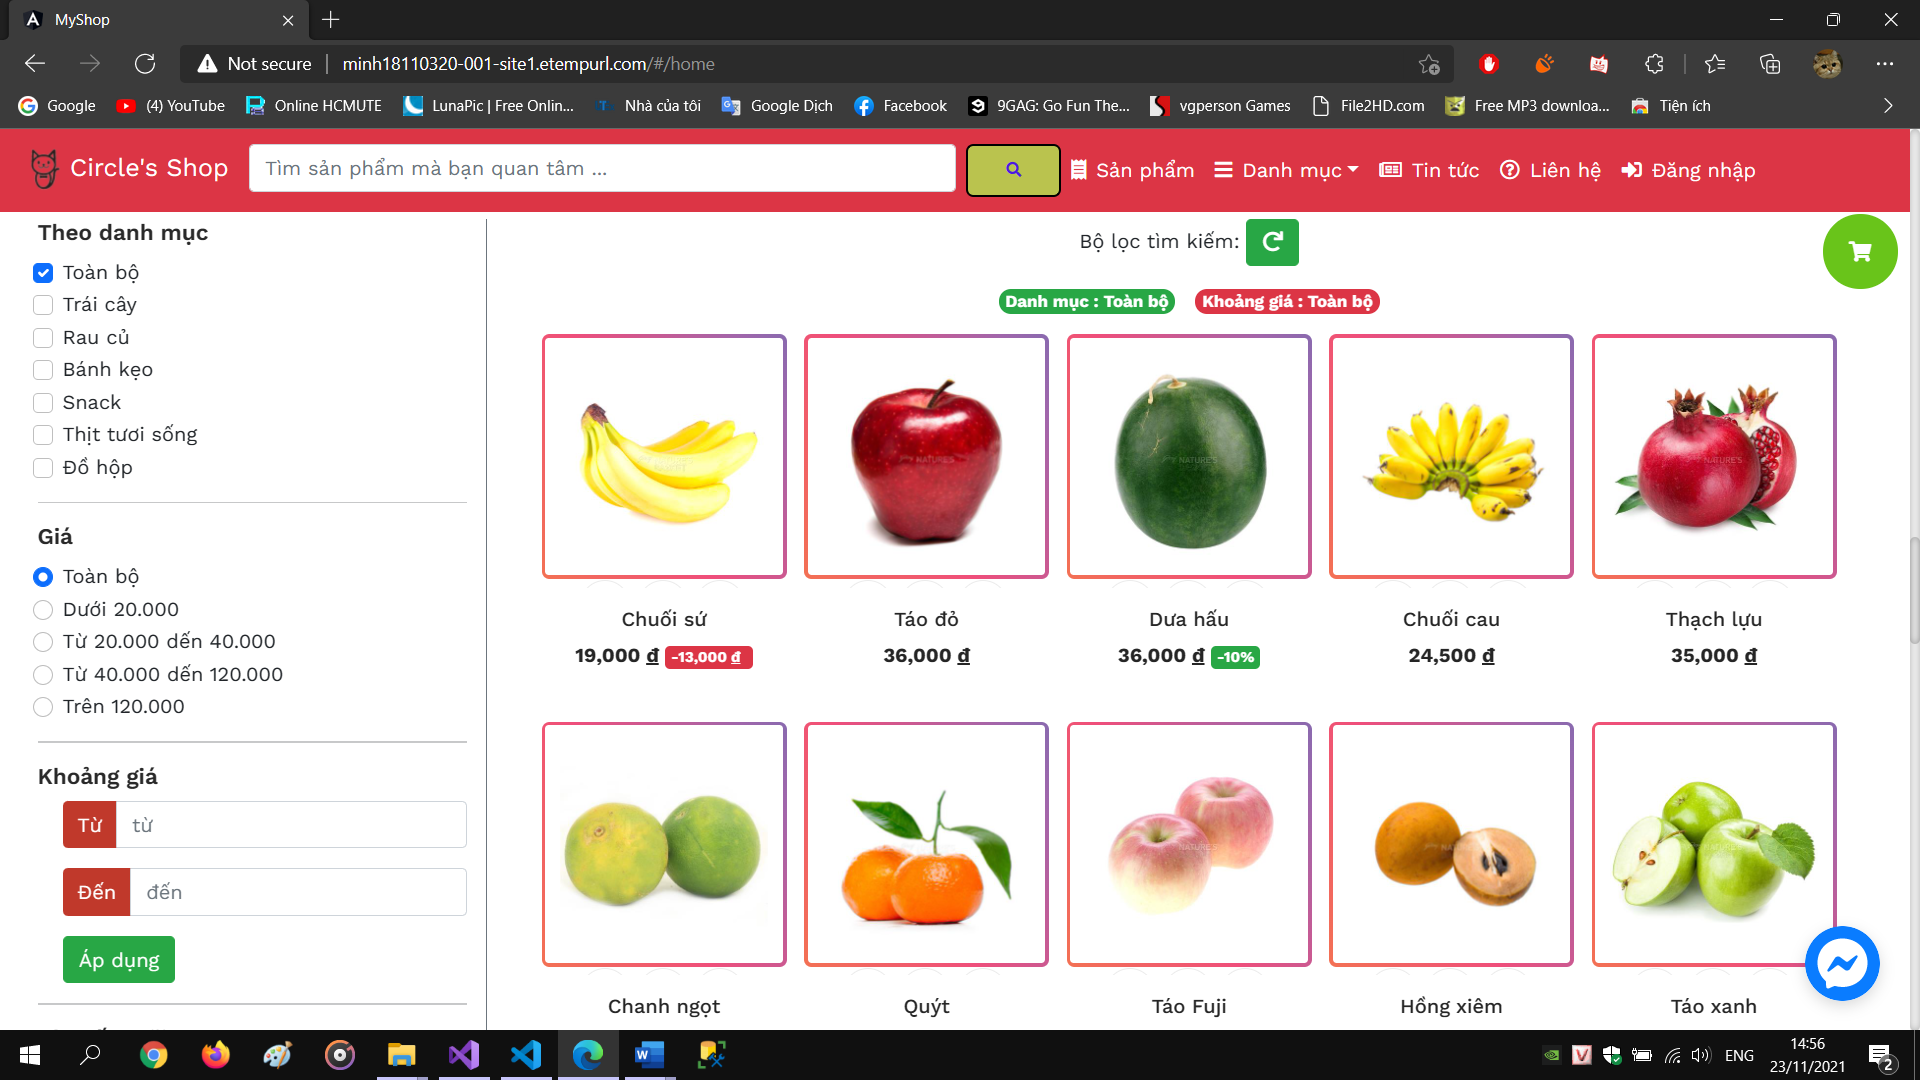 MyShop
Not secure
minh18110320-001-site1.etempurl.com/#/home
Google
(4) YouTube
Online HCMUTE
LunaPic | Free Onlin...
Nhà của tôi
Google Dịch
Facebook
9GAG: Go Fun The...
vgperson Games
File2HD.com
Free MP3 downloa...
Tiện ích
Circle's Shop
Tìm sản phẩm mà bạn quan tâm ...
Sản phẩm
Danh mục
Tin tức
Liên hệ
Đăng nhập
Theo danh mục
Toàn bộ
Trái cây
Rau củ
Bánh kẹo
Snack
Thịt tươi sống
Đồ hộp
Giá
Toàn bộ
Dưới 20.000
Từ 20.000 dến 40.000
Từ 40.000 dến 120.000
Trên 120.000
Khoảng giá
Từ
từ
Đến
đến
Áp dụng
Bộ lọc tìm kiếm:
Danh mục : Toàn bộ
Khoảng giá : Toàn bộ
Chuối sứ
19,000 đ -13,000 đ
Táo đỏ
36,000 đ
Dưa hấu
36,000 đ -10%
Chuối cau
24,500 đ
Thạch lựu
35,000 đ
Chanh ngọt
Quýt
Táo Fuji
Hồng xiêm
Táo xanh
ENG
14:56
23/11/2021
2